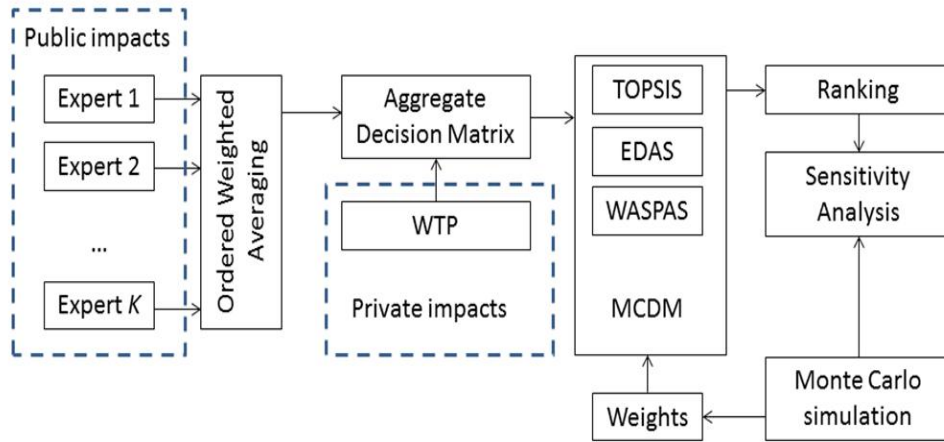 Public impacts
Expert 1
Expert 2
...
Expert K
Ordered Weighted
Averaging
Aggregate
Decision Matrix
WTP
Private impacts
TOPSIS
EDAS
WASPAS
MCDM
Weights
Ranking
Sensitivity
Analysis
Monte Carlo
simulation